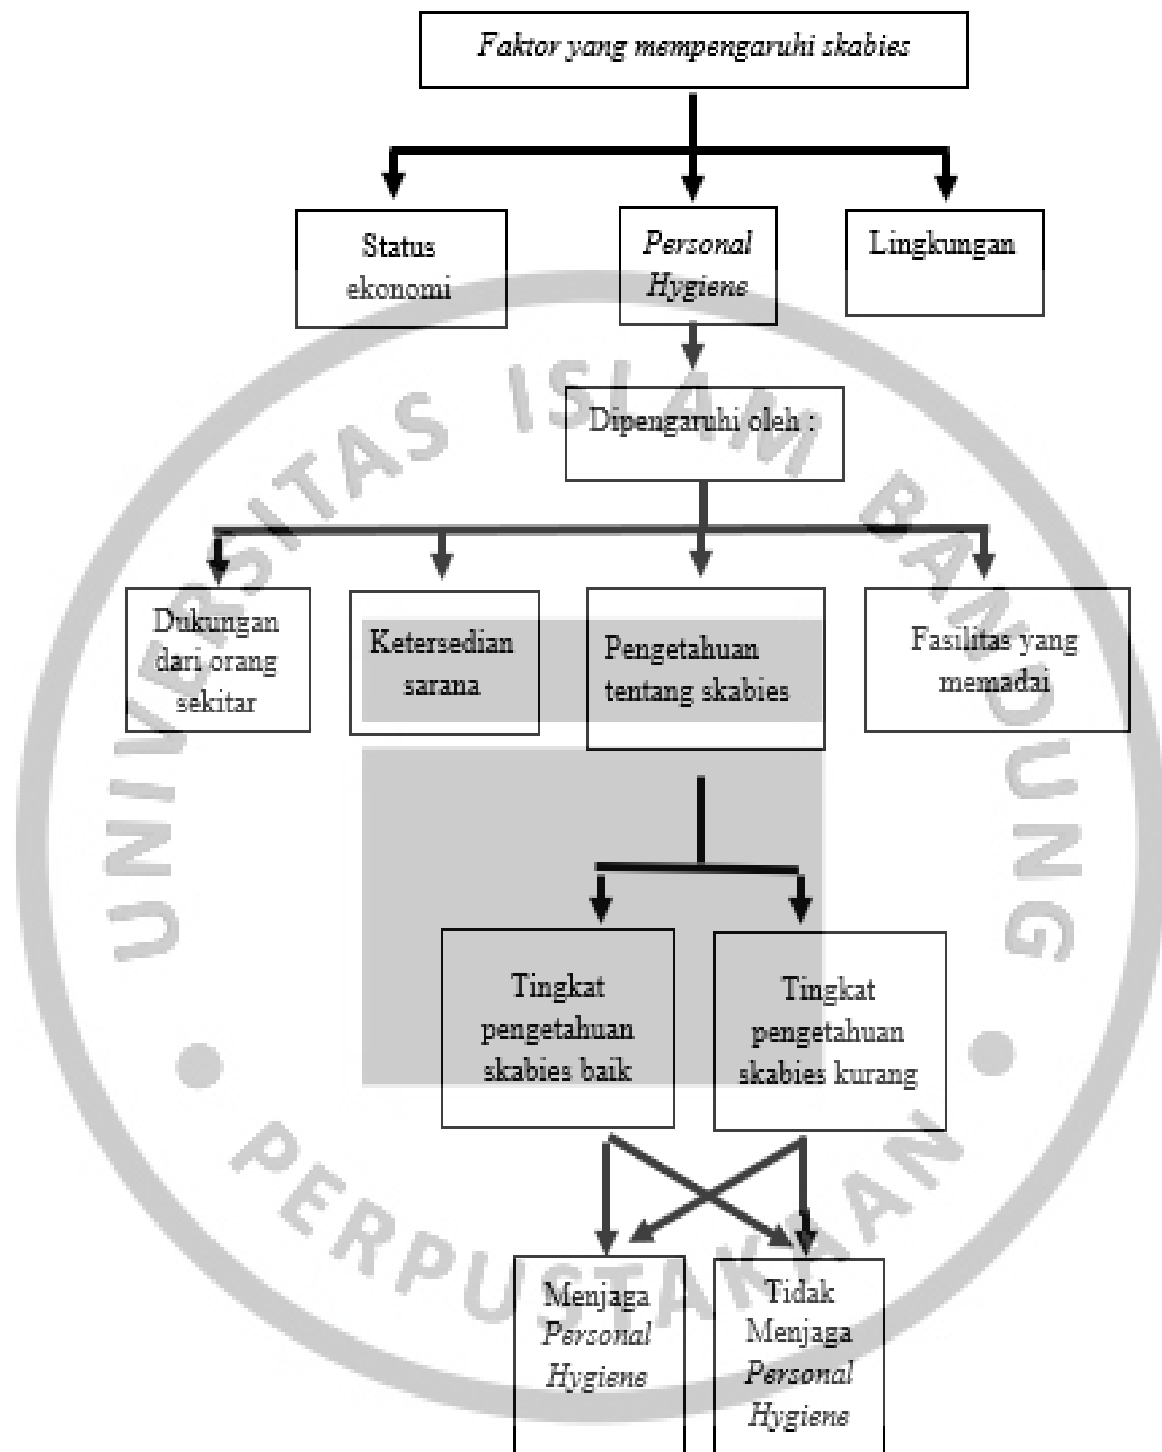 Faktor yang mempengaruhi skabies
Status
ekonomi
Personal
Hygiene
Lingkungan
Dipengaruhi oleh :
Dukungan
dari orang
sekitar
Ketersedian
sarana
Pengetahuan
tentang skabies
Fasilitas yang
memadai
Tingkat
pengetahuan
skabies baik
Tingkat
pengetahuan
skabies kurang
Menjaga
Personal
Hygiene
Tidak
Menjaga
Personal
Hygiene
UNIVERSITAS ISLAM BANDUNG
PERPUSTAKAAN